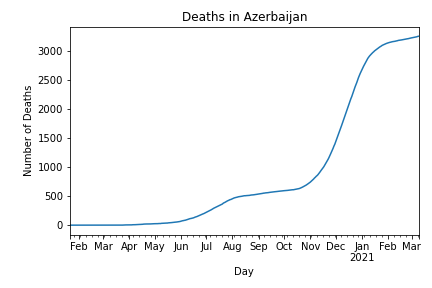 Deaths in Azerbaijan
Number of Deaths
3000
2500
2000
1500
1000
500
0
Feb Mar Apr May Jun Jul Aug Sep Oct Nov Dec Jan Feb Mar
2021
Day